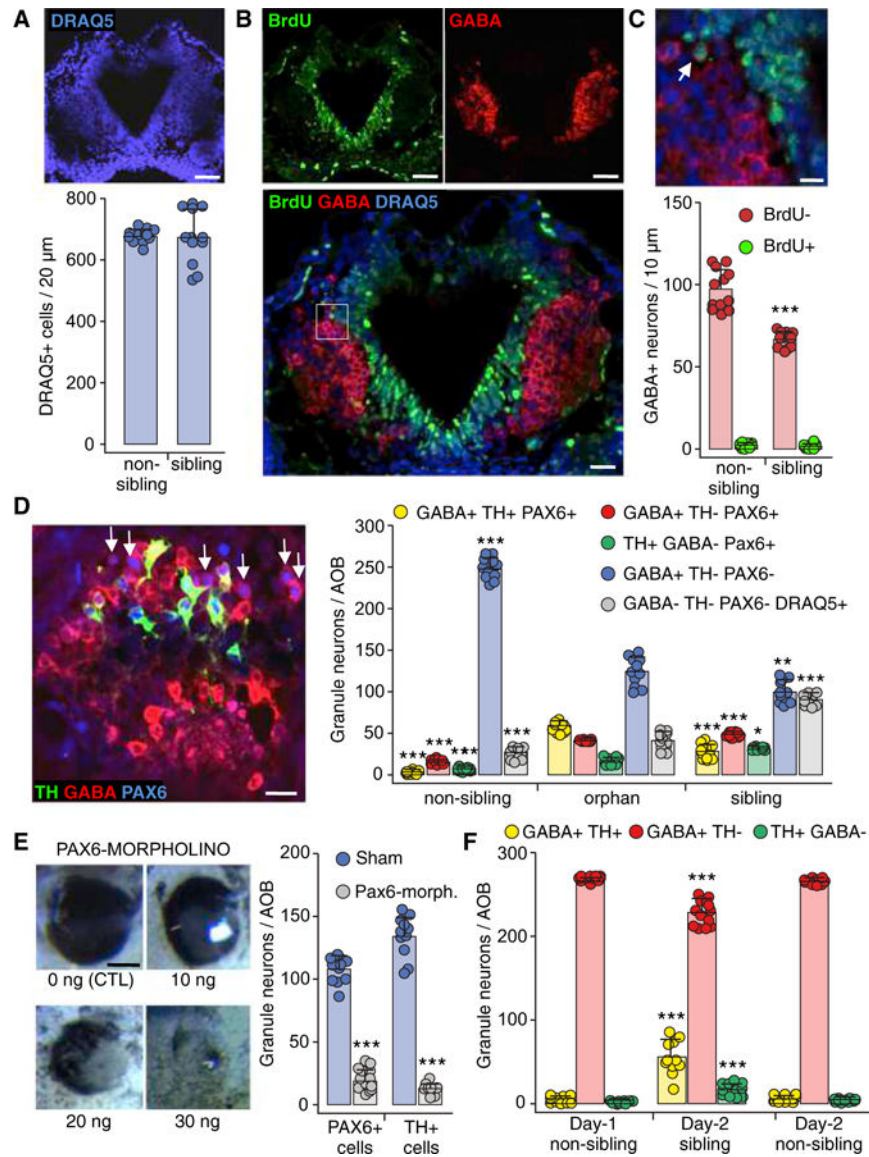 A
DRAQ5
DRAQ5+ cells / 20 µm
800
600
400
200
0
non-sibling
sibling
B
BrdU
GABA
BrdU GABA DRAQ5
C
GABA+ neurons / 10 µm
BrdU-
BrdU+
100
50
0
***
non-sibling
sibling
D
TH GABA PAX6
Granule neurons / AOB
GABA+ TH+ PAX6+
GABA+ TH- PAX6+
TH+ GABA- Pax6+
GABA+ TH- PAX6-
GABA- TH- PAX6- DRAQ5+
300
250
200
150
100
50
0
*** *** *** *** ***
*** *** * ** ***
non-sibling
orphan
sibling
E
PAX6-MORPHOLINO
0 ng (CTL)
10 ng
20 ng
30 ng
Granule neurons / AOB
Sham
Pax6-morph.
200
150
100
50
0
***
***
PAX6+ cells
TH+ cells
F
GABA+ TH+
GABA+ TH-
TH+ GABA-
Granule neurons / AOB
300
200
100
0
***
***
***
Day-1 non-sibling
Day-2 sibling
Day-2 non-sibling